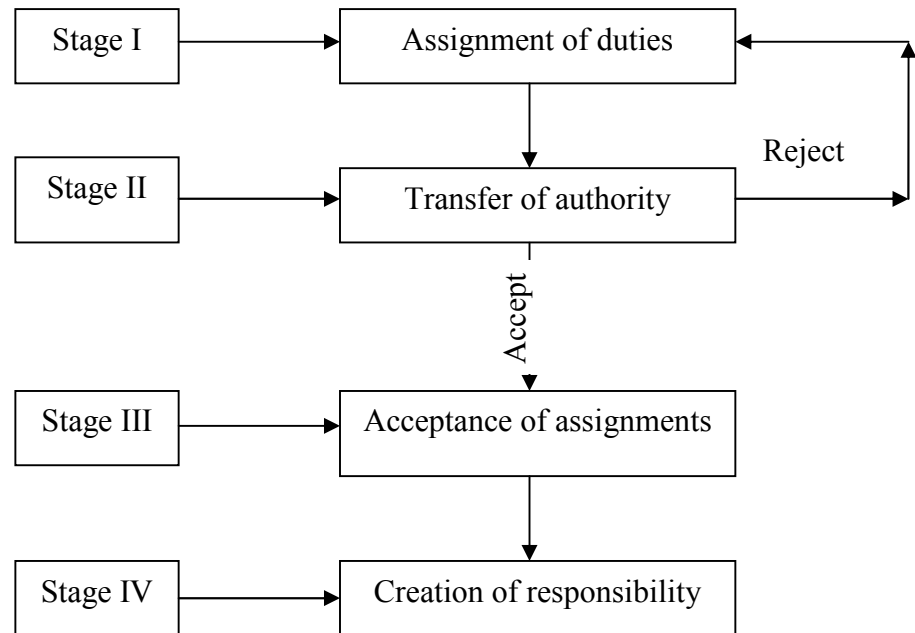 Stage I
Assignment of duties
Reject
Stage II
Transfer of authority
Accept
Stage III
Acceptance of assignments
Stage IV
Creation of responsibility